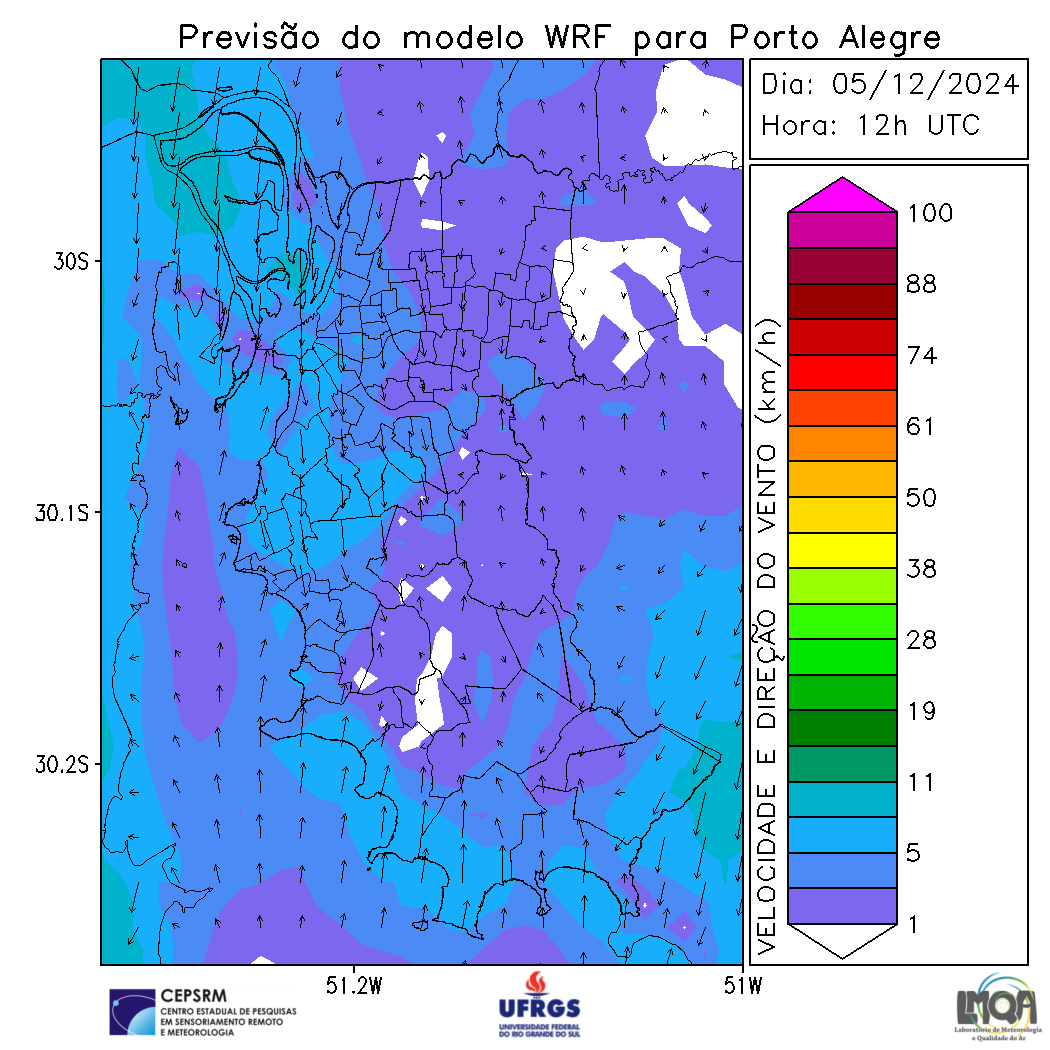 Previsão do modelo WRF para Porto Alegre
Dia: 05/12/2024
Hora: 12h UTC
30S
30.1S
30.2S
51.2W
51W
VELOCIDADE E DIREÇÃO DO VENTO (km/h)
100
88
74
61
50
38
28
19
11
5
1
CEPSRM
CENTRO ESTADUAL DE PESQUISAS
EM SENSORIAMENTO REMOTO
E METEOROLOGIA
UFRGS
UNIVERSIDADE FEDERAL
DO RIO GRANDE DO SUL
LMQA
Laboratório de Meteorologia
e Qualidade do Ar